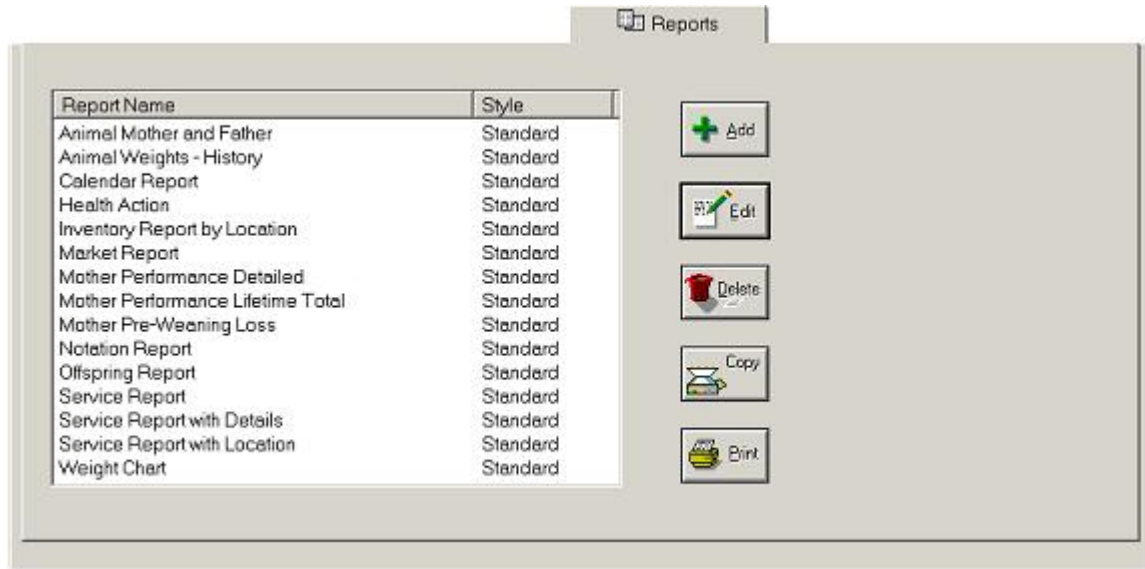 Reports
Report Name Style
Animal Mother and Father Standard
Animal Weights - History Standard
Calendar Report Standard
Health Action Standard
Inventory Report by Location Standard
Market Report Standard
Mother Performance Detailed Standard
Mother Performance Lifetime Total Standard
Mother Pre-Weaning Loss Standard
Notation Report Standard
Offspring Report Standard
Service Report Standard
Service Report with Details Standard
Service Report with Location Standard
Weight Chart Standard
Add
Edit
Delete
Copy
Print